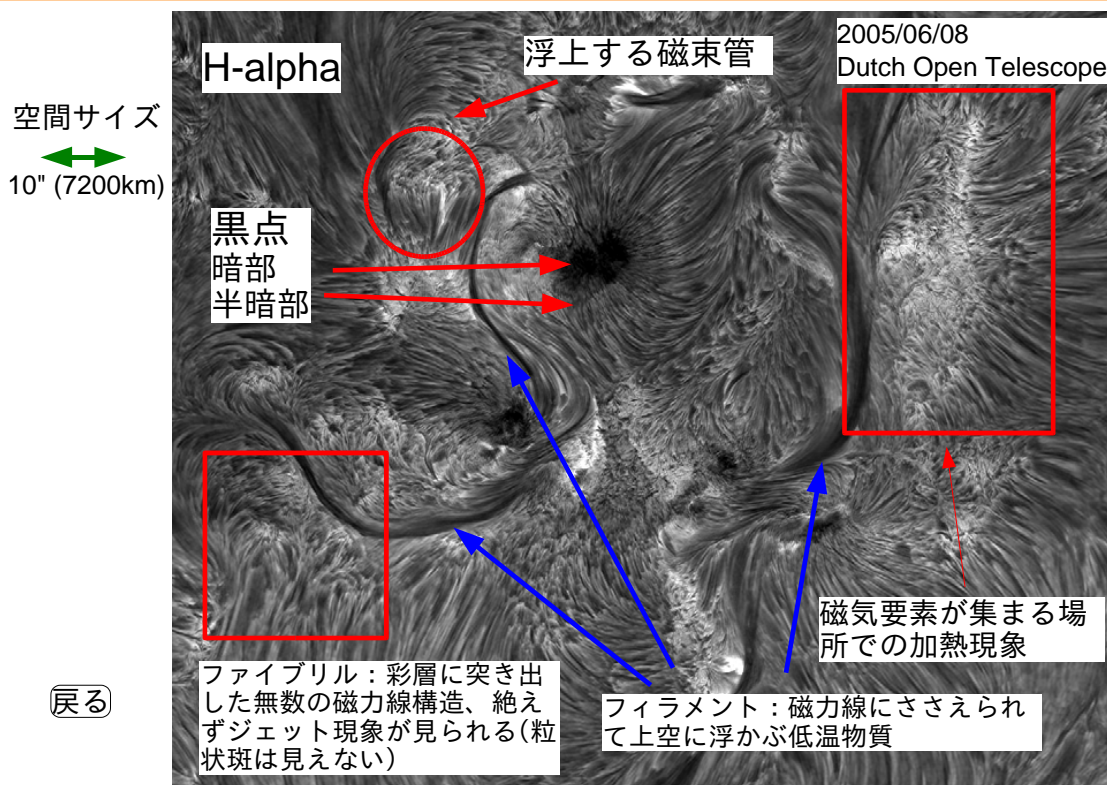 H-alpha
浮上する磁束管
2005/06/08
Dutch Open Telescope
空間サイズ
10" (7200km)
黒点
暗部
半暗部
磁気要素が集まる場
所での加熱現象
ファイブリル：彩層に突き出
した無数の磁力線構造、絶え
ずジェット現象が見られる(粒
状斑は見えない）
フィラメント：磁力線にささえられ
て上空に浮かぶ低温物質
戻る